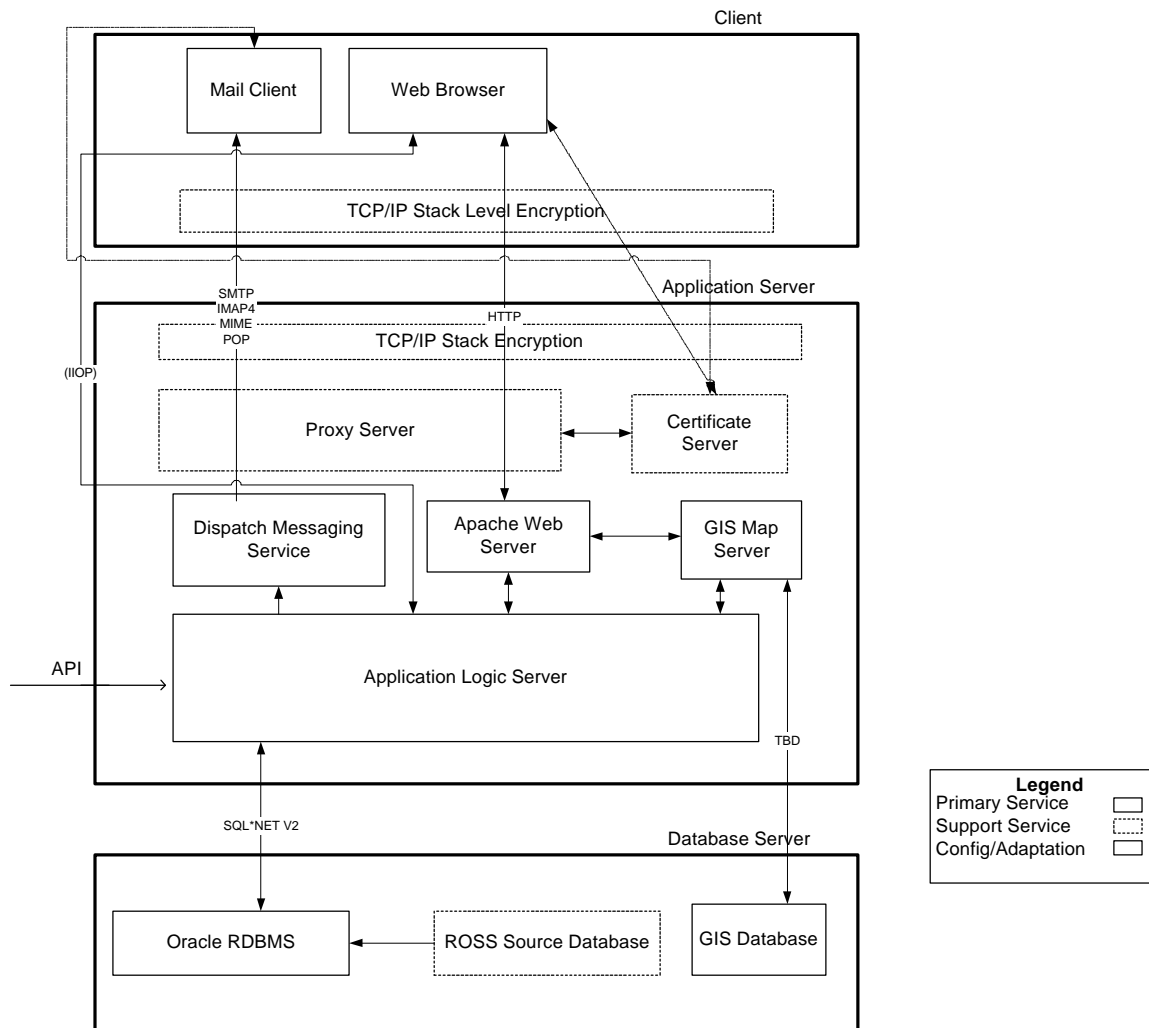 Client
Mail Client
Web Browser
TCP/IP Stack Level Encryption
Application Server
SMTP
IMAP4
MIME
POP
HTTP
TCP/IP Stack Encryption
(IIOP)
Proxy Server
Certificate
Server
Dispatch Messaging
Service
Apache Web
Server
GIS Map
Server
API
Application Logic Server
TBD
SQL*NET V2
Legend
Primary Service
Support Service
Config/Adaptation
Database Server
Oracle RDBMS
ROSS Source Database
GIS Database